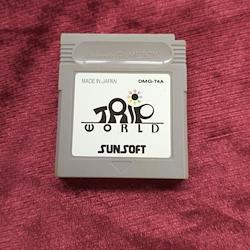 MADE IN JAPAN DMG-T4A
TRIP
WORLD
SUNSOFT